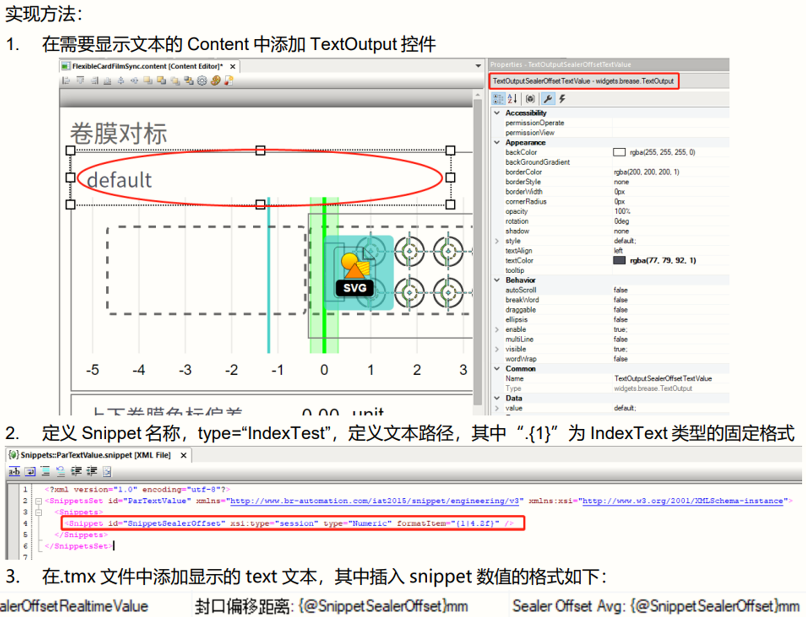 实现方法：
1. 在需要显示文本的 Content 中添加 TextOutput 控件
FlexibleCardFilmSync.content [Content Editor]*
Properties - TextOutputSealerOffsetTextValue
TextOutputSealerOffsetTextValue - widgets.brease.TextOutput
Accessibility
permissionOperate
permissionView
Appearance
backColor rgba(255, 255, 255, 0)
backGroundGradient
borderColor rgba(200, 200, 200, 1)
borderStyle none
borderWidth 0px
cornerRadius 0px
opacity 100%
rotation 0deg
shadow none
style default;
textAlign left
textColor rgba(77, 79, 92, 1)
tooltip
Behavior
autoScroll false
breakWord false
draggable false
ellipsis false
enable true;
multiLine false
visible true;
wordWrap false
Common
Name TextOutputSealerOffsetTextValue
Type widgets.brease.TextOutput
Data
value default;
卷膜对标
default
SVG
-5 -4 -3 -2 -1 0 1 2 3
上下卷膜色标偏差 0.00 unit
2. 定义 Snippet 名称，type=“IndexTest”，定义文本路径，其中“.{1}”为 IndexText 类型的固定格式
Snippets::ParTextValue.snippet [XML File]
1 <?xml version="1.0" encoding="utf-8"?>
2 <SnippetsSet id="ParTextValue" xmlns="http://www.br-automation.com/iat2015/snippet/engineering/v3" xmlns:xsi="http://www.w3.org/2001/XMLSchema-instance">
3 <Snippets>
4 <Snippet id="SnippetSealerOffset" xsi:type="session" type="Numeric" formatItem="{1|4.2f}" />
5 </Snippets>
6 </SnippetsSet>
7
3. 在.tmx 文件中添加显示的 text 文本，其中插入 snippet 数值的格式如下：
alerOffsetRealtimeValue 封口偏移距离: {@SnippetSealerOffset}mm Sealer Offset Avg: {@SnippetSealerOffset}mm